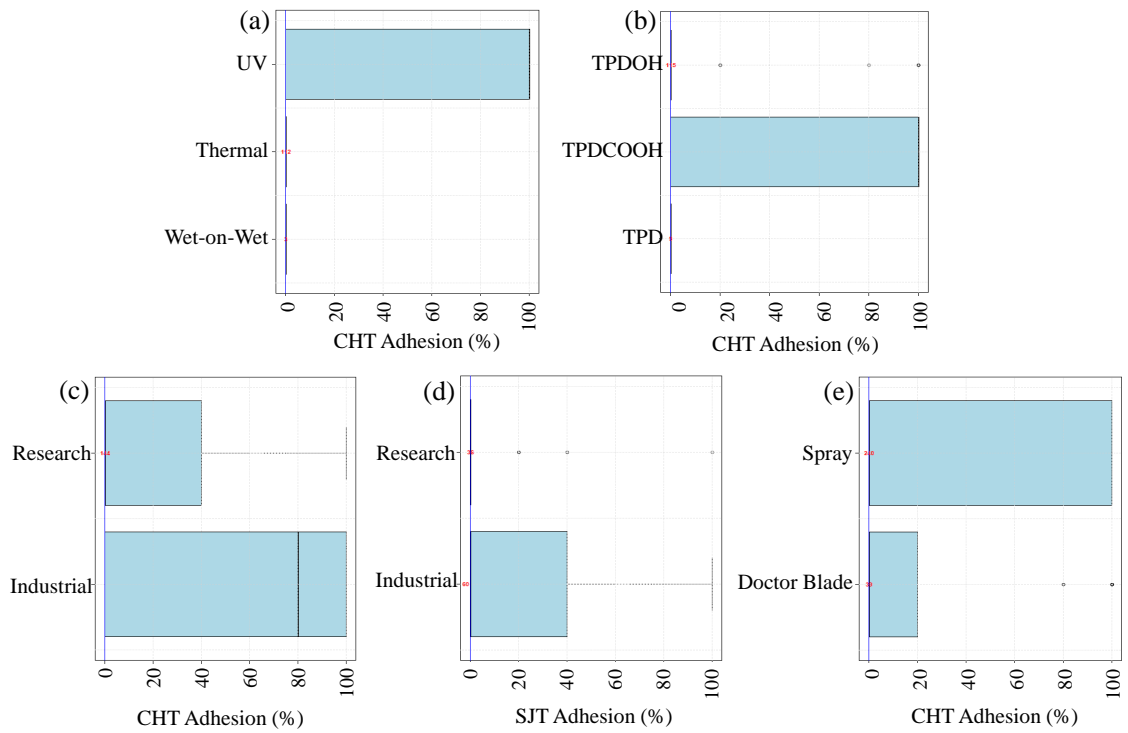 (a)
UV
Thermal
Wet-on-Wet
0 20 40 60 80 100
CHT Adhesion (%)
(b)
TPDOH
TPDCOOH
TPD
0 20 40 60 80 100
CHT Adhesion (%)
(c)
Research
Industrial
0 20 40 60 80 100
CHT Adhesion (%)
(d)
Research
Industrial
60
0 20 40 60 80 100
SJT Adhesion (%)
(e)
Spray
Doctor Blade
0 20 40 60 80 100
CHT Adhesion (%)